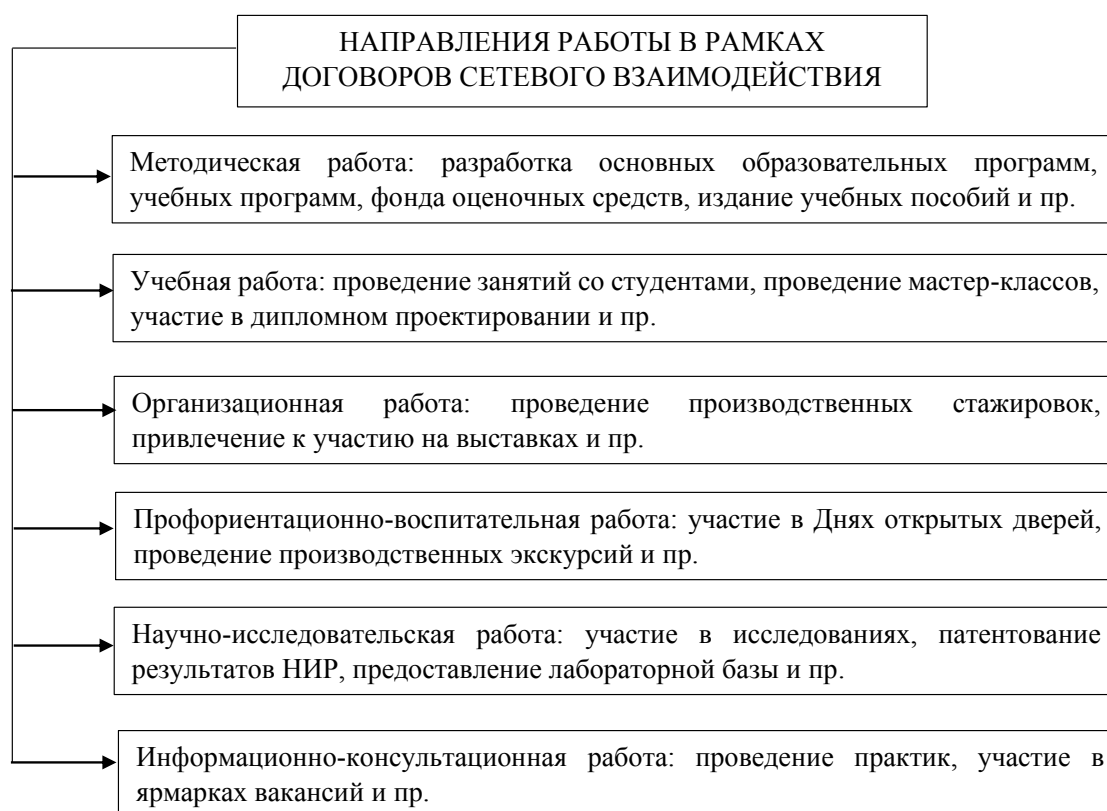 НАПРАВЛЕНИЯ РАБОТЫ В РАМКАХ
ДОГОВОРОВ СЕТЕВОГО ВЗАИМОДЕЙСТВИЯ
Методическая работа: разработка основных образовательных программ,
учебных программ, фонда оценочных средств, издание учебных пособий и пр.
Учебная работа: проведение занятий со студентами, проведение мастер-классов,
участие в дипломном проектировании и пр.
Организационная работа: проведение производственных стажировок,
привлечение к участию на выставках и пр.
Профориентационно-воспитательная работа: участие в Днях открытых дверей,
проведение производственных экскурсий и пр.
Научно-исследовательская работа: участие в исследованиях, патентование
результатов НИР, предоставление лабораторной базы и пр.
Информационно-консультационная работа: проведение практик, участие в
ярмарках вакансий и пр.